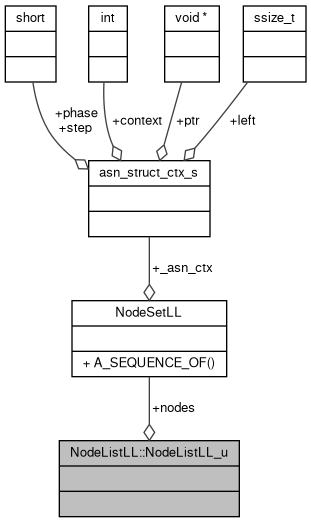 short
int
void *
ssize_t
+phase
+step
+context
+ptr
+left
asn_struct_ctx_s
+_asn_ctx
NodeSetLL
+ A_SEQUENCE_OF()
+nodes
NodeListLL::NodeListLL_u